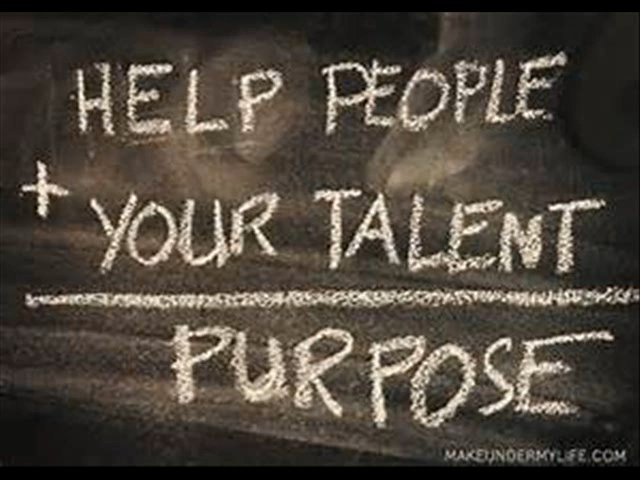 HELP PEOPLE
+ YOUR TALENT
PURPOSE
MAKEUNDERMYLIFE.COM